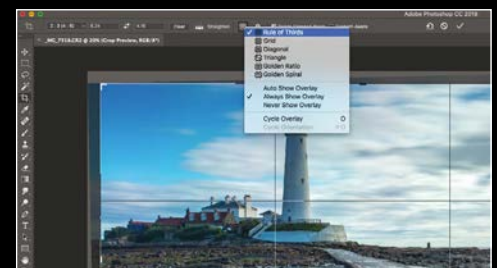 Adobe Photoshop CC 2018
Clear
Straighten
Rule of Thirds
Grid
Diagonal
Triangle
Golden Ratio
Golden Spiral
Auto Show Overlay
Always Show Overlay
Never Show Overlay
Cycle Overlay O
Cycle Orientation